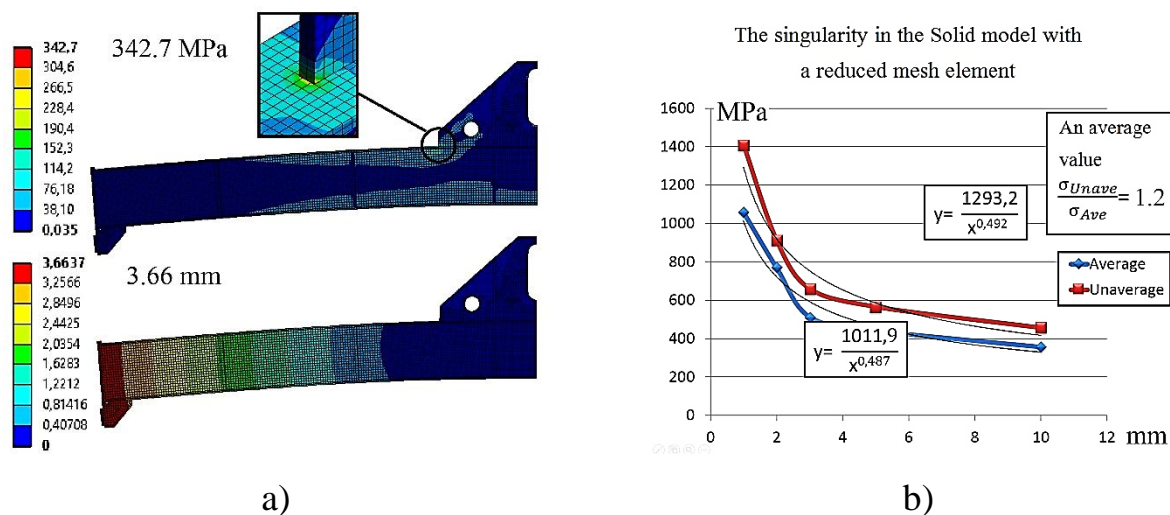 342.7 MPa
342,7
304,6
266,5
228,4
190,4
152,3
114,2
76,18
38,10
0,035
3.66 mm
3,6637
3,2566
2,8496
2,4425
2,0354
1,6283
1,2212
0,81416
0,40708
0
a)
The singularity in the Solid model with
a reduced mesh element
MPa
1600
1400
1200
1000
800
600
400
200
0
0 2 4 6 8 10 12 mm
An average
value
σUnave/σAve = 1.2
y= 1293,2/x^0,492
Average
Unaverage
y= 1011,9/x^0,487
b)